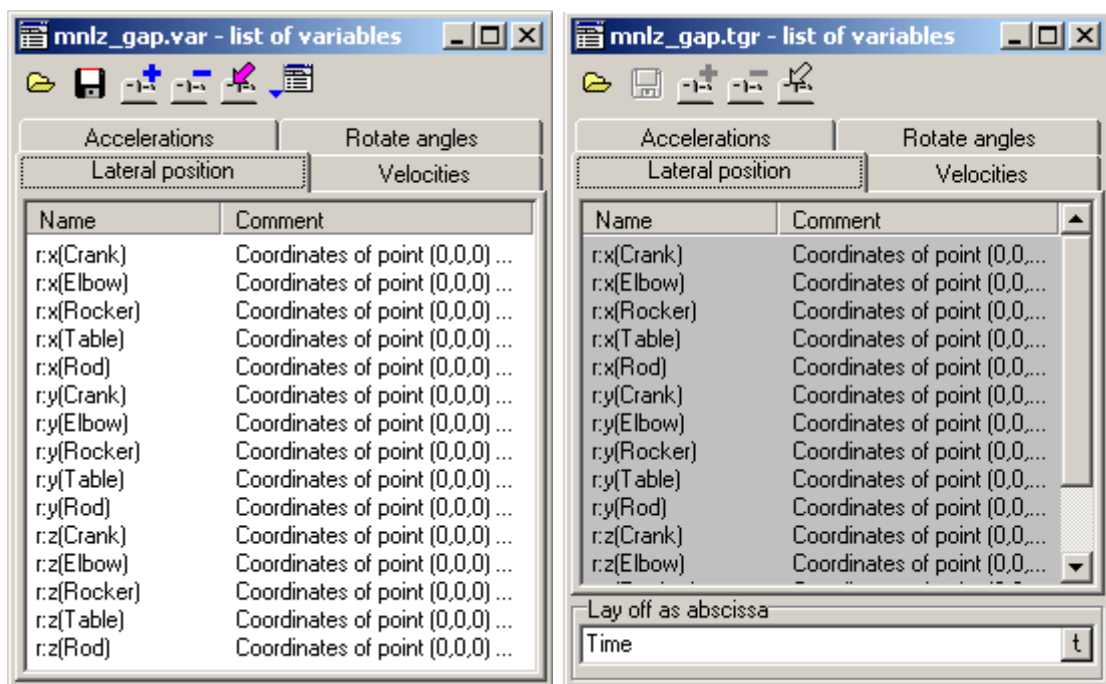 mnlz_gap.var - list of variables
Accelerations Rotate angles
Lateral position Velocities
Name Comment
r:x(Crank) Coordinates of point (0,0,0) ...
r:x(Elbow) Coordinates of point (0,0,0) ...
r:x(Rocker) Coordinates of point (0,0,0) ...
r:x(Table) Coordinates of point (0,0,0) ...
r:x(Rod) Coordinates of point (0,0,0) ...
r:y(Crank) Coordinates of point (0,0,0) ...
r:y(Elbow) Coordinates of point (0,0,0) ...
r:y(Rocker) Coordinates of point (0,0,0) ...
r:y(Table) Coordinates of point (0,0,0) ...
r:y(Rod) Coordinates of point (0,0,0) ...
r:z(Crank) Coordinates of point (0,0,0) ...
r:z(Elbow) Coordinates of point (0,0,0) ...
r:z(Rocker) Coordinates of point (0,0,0) ...
r:z(Table) Coordinates of point (0,0,0) ...
r:z(Rod) Coordinates of point (0,0,0) ...
mnlz_gap.tgr - list of variables
Accelerations Rotate angles
Lateral position Velocities
Name Comment
r:x(Crank) Coordinates of point (0,0,...
r:x(Elbow) Coordinates of point (0,0,...
r:x(Rocker) Coordinates of point (0,0,...
r:x(Table) Coordinates of point (0,0,...
r:x(Rod) Coordinates of point (0,0,...
r:y(Crank) Coordinates of point (0,0,...
r:y(Elbow) Coordinates of point (0,0,...
r:y(Rocker) Coordinates of point (0,0,...
r:y(Table) Coordinates of point (0,0,...
r:y(Rod) Coordinates of point (0,0,...
r:z(Crank) Coordinates of point (0,0,...
r:z(Elbow) Coordinates of point (0,0,...
Lay off as abscissa
Time t